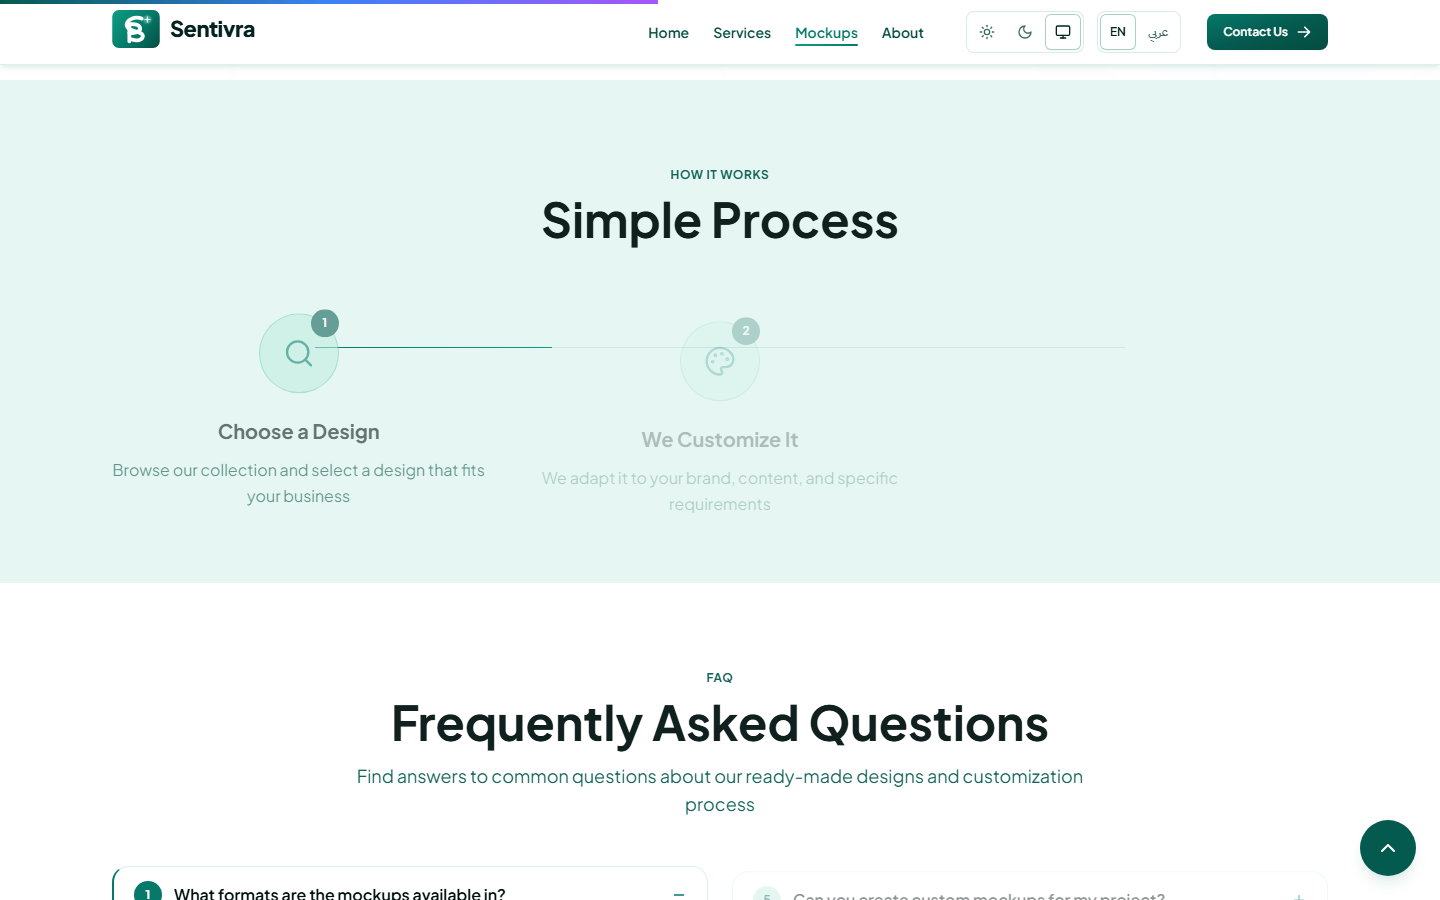 Sentivra
Home
Services
Mockups
About
EN
عربي
Contact Us
HOW IT WORKS
Simple Process
1
Choose a Design
Browse our collection and select a design that fits
your business
2
We Customize It
We adapt it to your brand, content, and specific
requirements
FAQ
Frequently Asked Questions
Find answers to common questions about our ready-made designs and customization
process
1
What formats are the mockups available in?
5
Can you create custom mockups for my project?